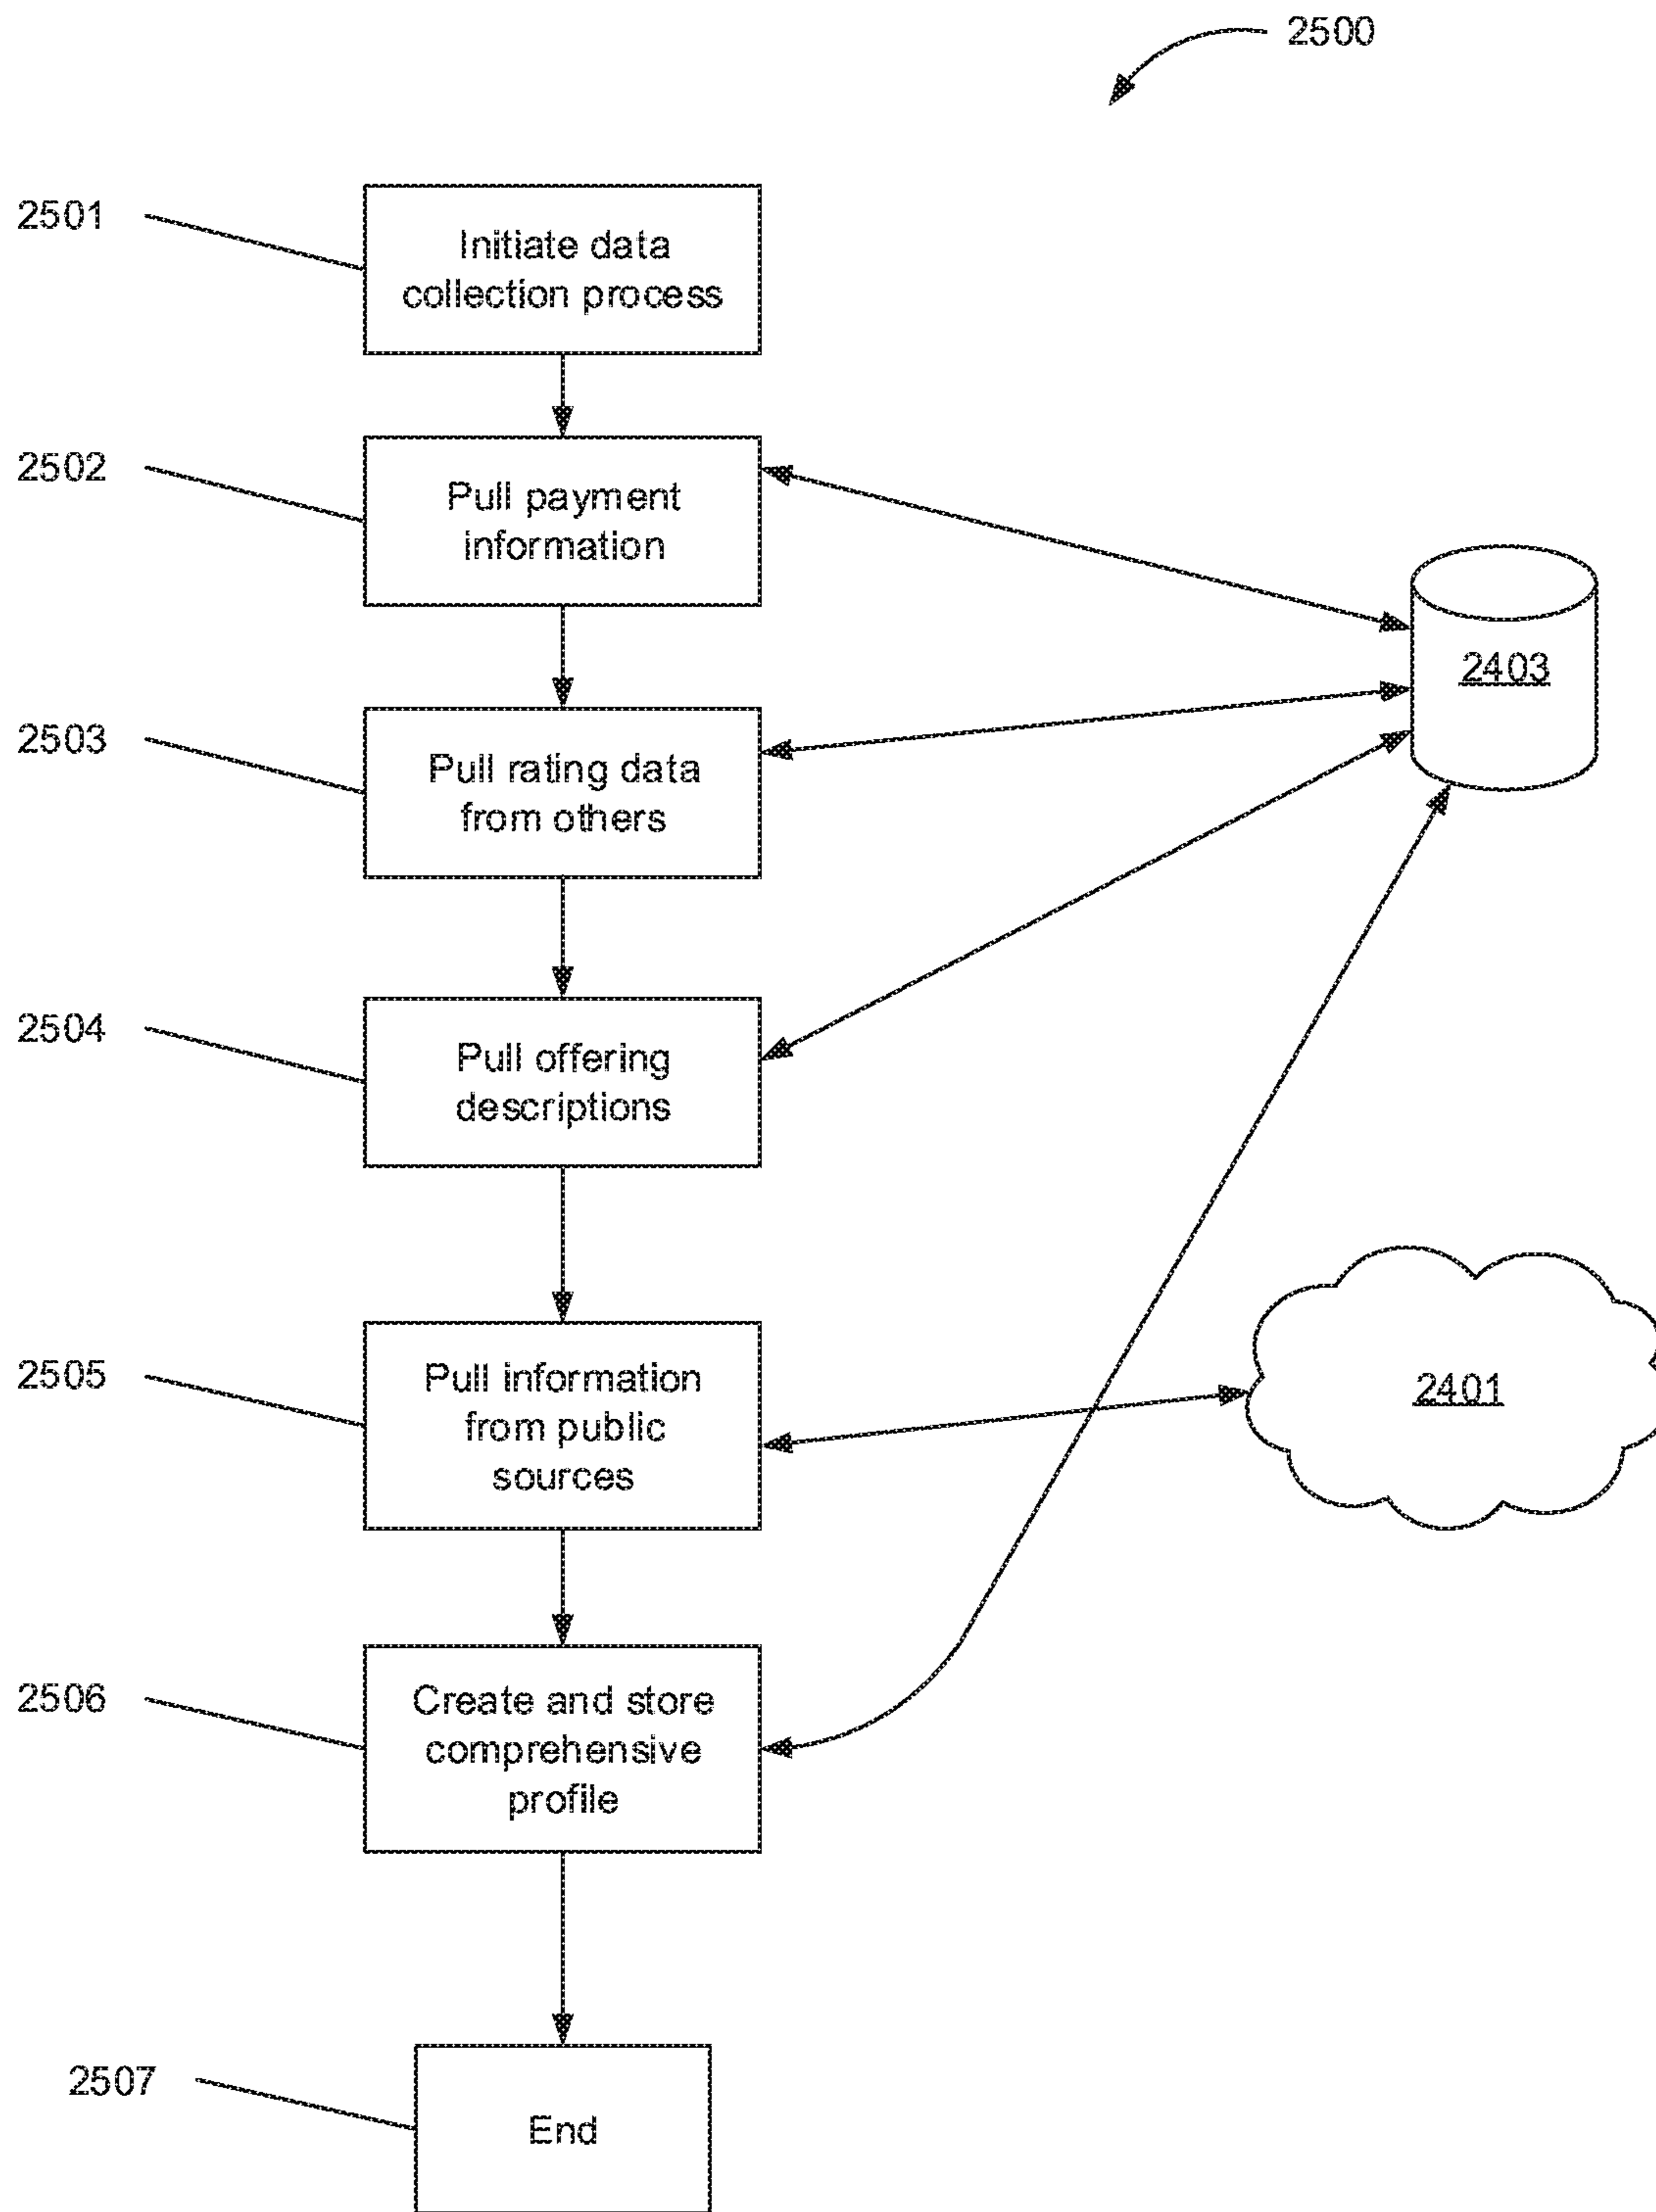 2500
2501
Initiate data
collection process
2502
Pull payment
information
2403
2503
Pull rating data
from others
2504
Pull offering
descriptions
2505
Pull information
from public
sources
2401
2506
Create and store
comprehensive
profile
2507
End